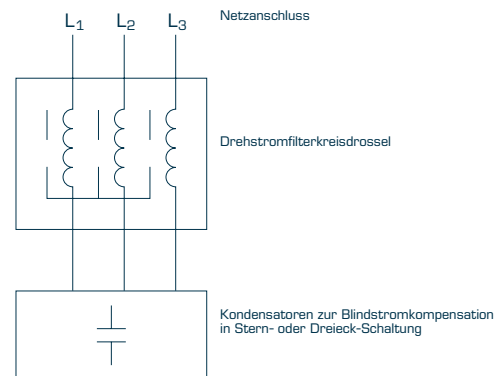 L1 L2 L3
Netzanschluss
Drehstromfilterkreisdrossel
Kondensatoren zur Blindstromkompensation
in Stern- oder Dreieck-Schaltung